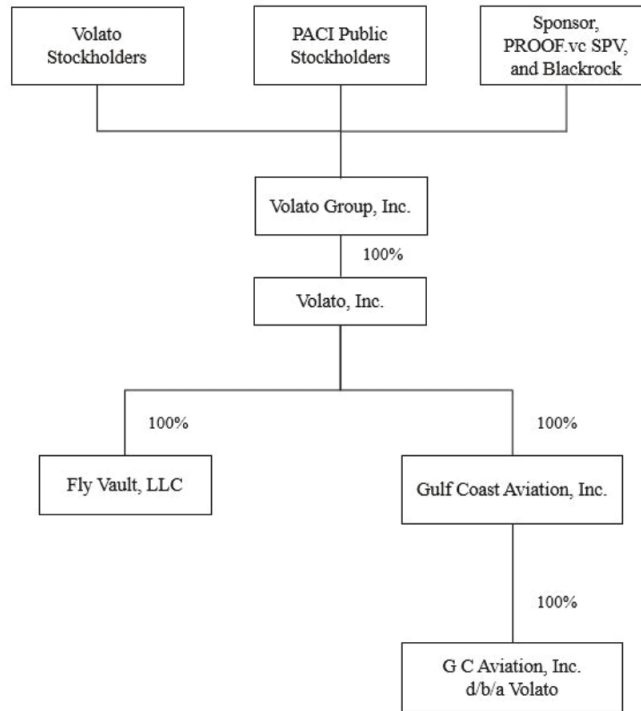 Volato
Stockholders
PACI Public
Stockholders
Sponsor,
PROOF.vc SPV,
and Blackrock
Volato Group, Inc.
100%
Volato, Inc.
100%
100%
Fly Vault, LLC
Gulf Coast Aviation, Inc.
100%
G C Aviation, Inc.
d/b/a Volato